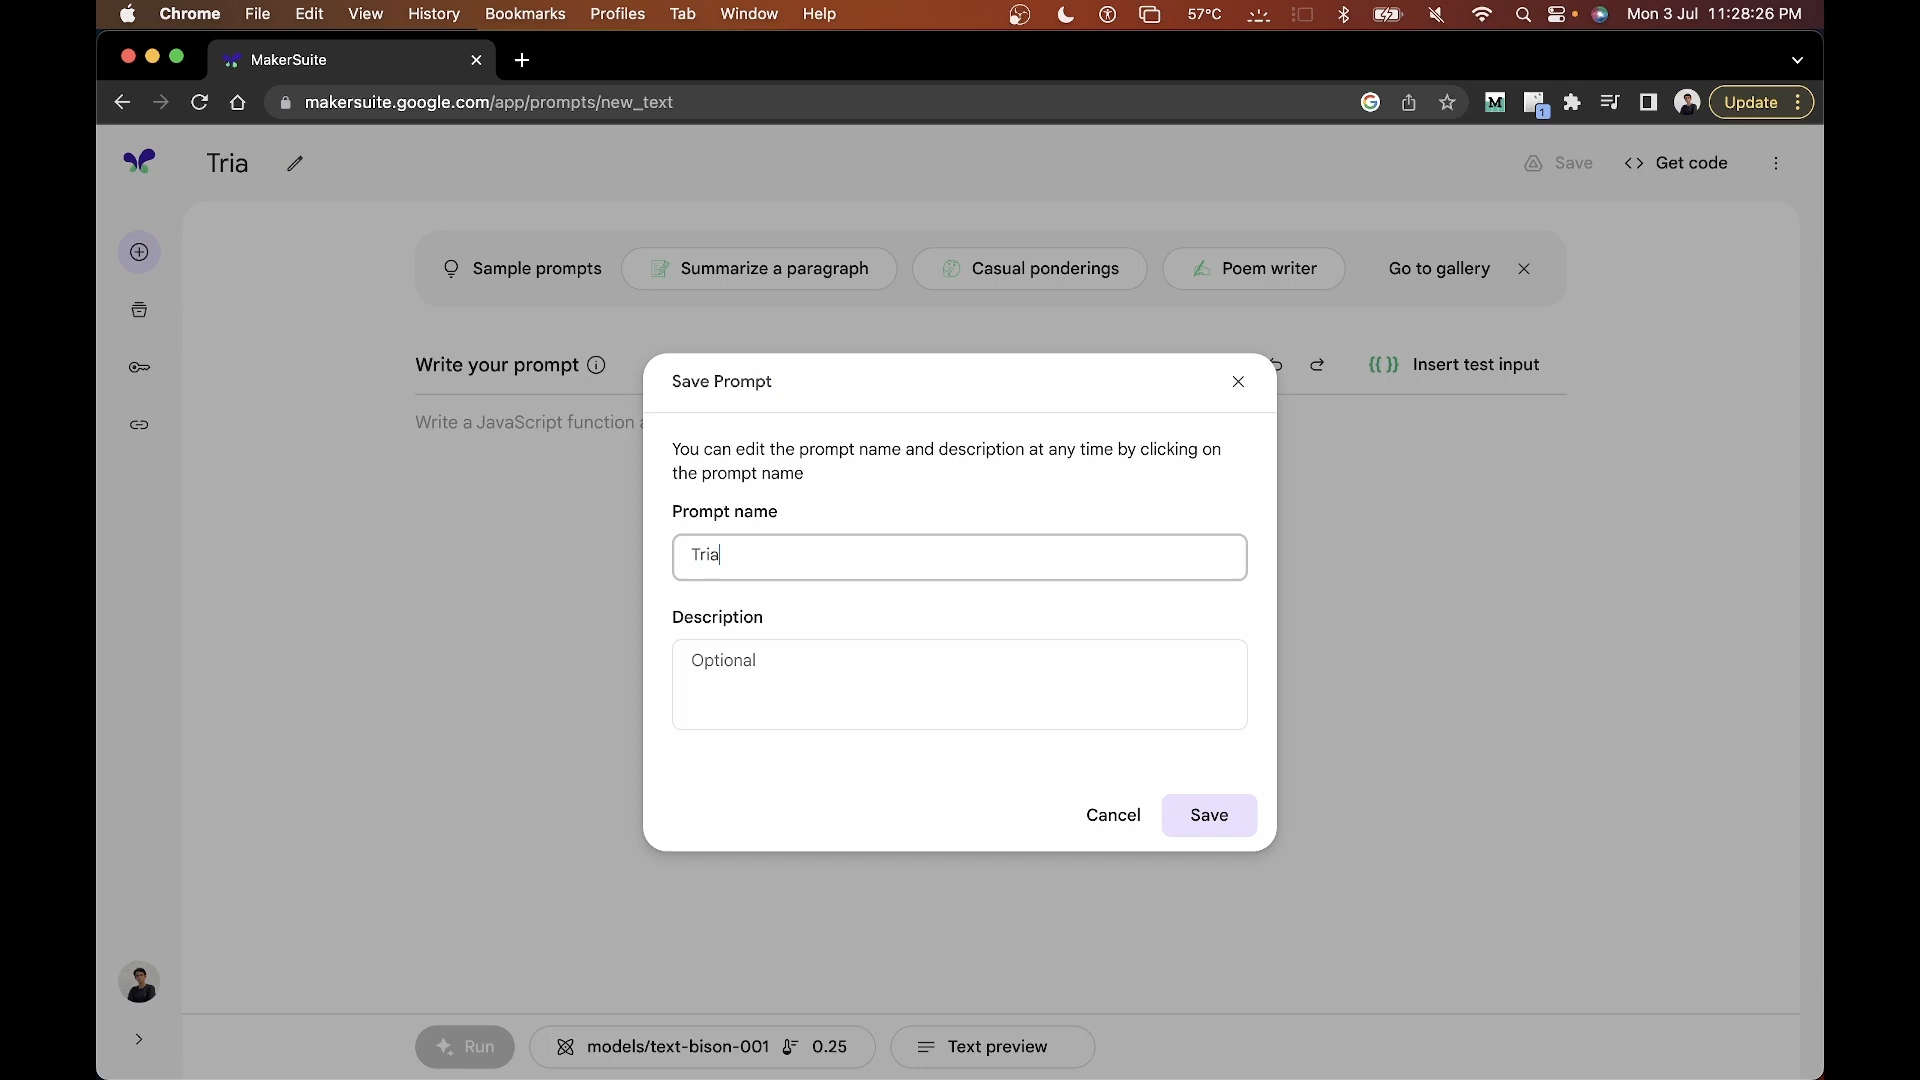 Chrome File Edit View History Bookmarks Profiles Tab Window Help 57°C Mon 3 Jul 11:28:26 PM
MakerSuite
makersuite.google.com/app/prompts/new_text M 1 Update
Tria Save <> Get code
Sample prompts Summarize a paragraph Casual ponderings Poem writer Go to gallery
Write your prompt {{ }} Insert test input
Write a JavaScript function
Save Prompt
You can edit the prompt name and description at any time by clicking on
the prompt name
Prompt name
Tria
Description
Optional
Cancel Save
Run models/text-bison-001 0.25 Text preview